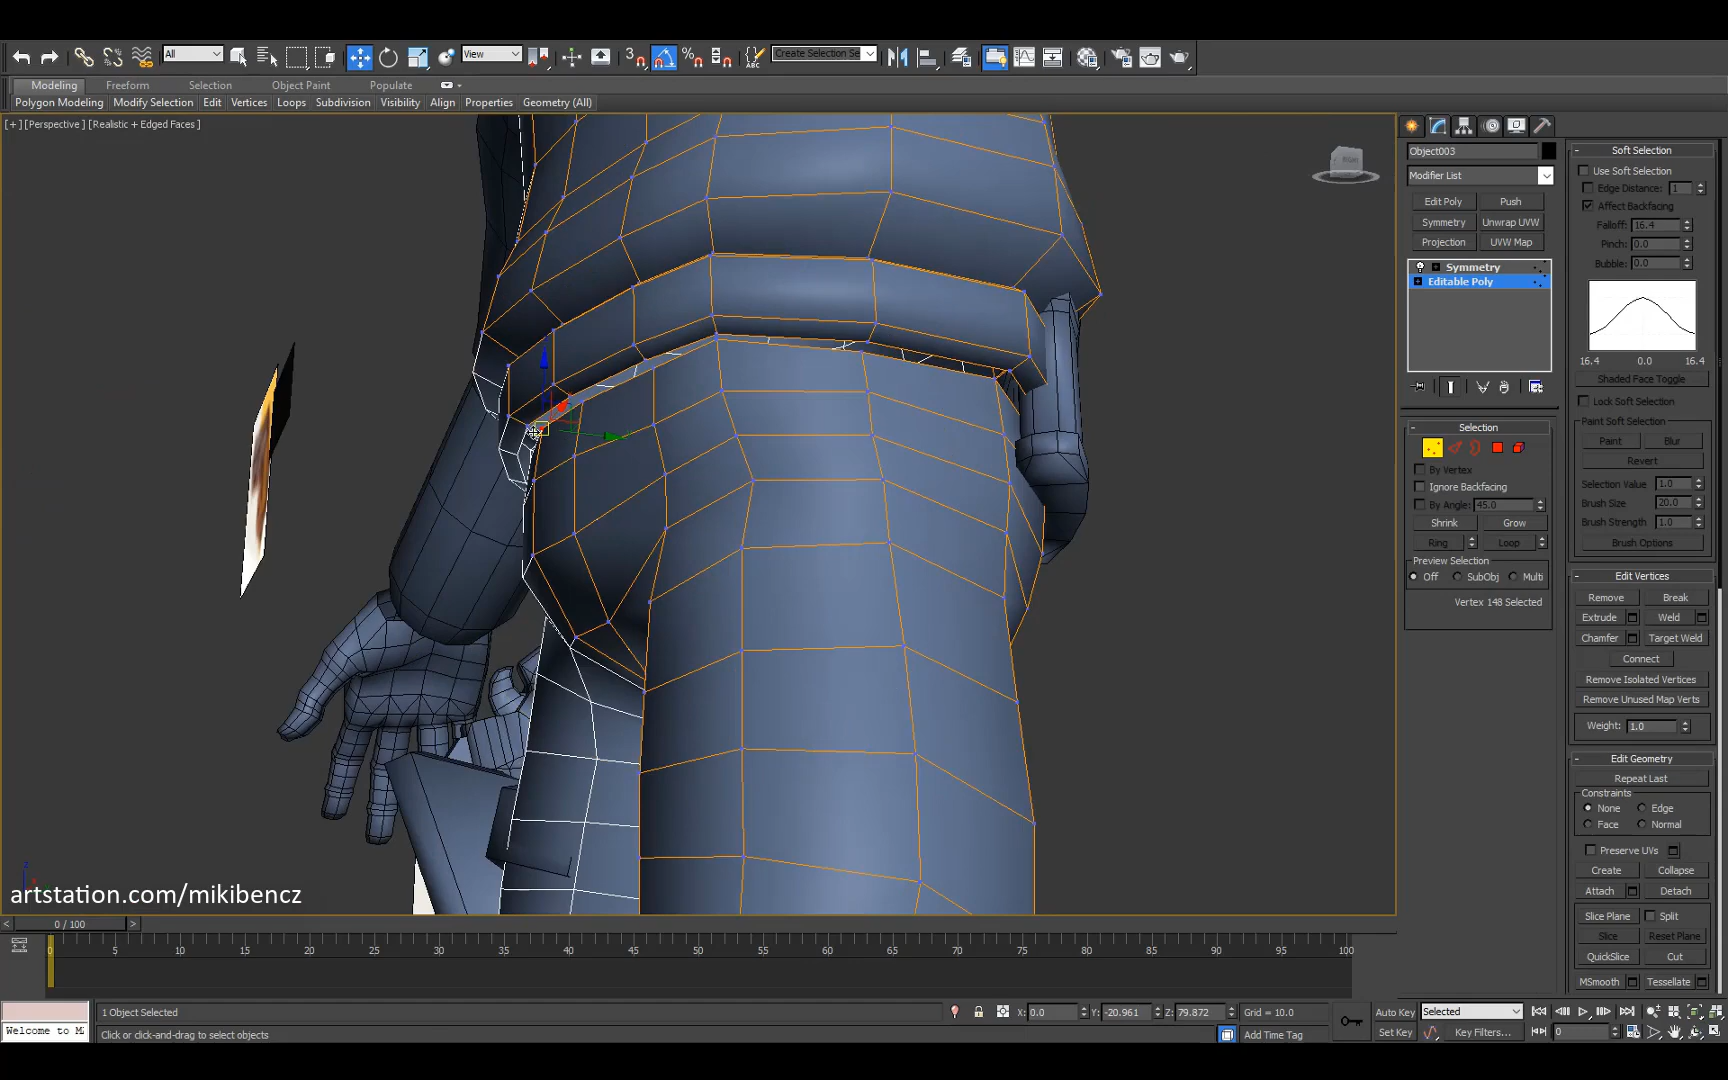 All
View
Create Selection Se
Modeling Freeform Selection Object Paint Populate
Polygon Modeling Modify Selection Edit Vertices Loops Subdivision Visibility Align Properties Geometry (All)
[+] [Perspective] [Realistic + Edged Faces]
Object003
Modifier List
Edit Poly Push
Symmetry Unwrap UVW
Projection UVW Map
Symmetry
Editable Poly
Selection
By Vertex
Ignore Backfacing
By Angle: 45.0
Shrink Grow
Ring Loop
Preview Selection
Off SubObj Multi
Vertex 148 Selected
Soft Selection
Use Soft Selection
Edge Distance: 1
Affect Backfacing
Falloff: 16.4
Pinch: 0.0
Bubble: 0.0
16.4 0.0 16.4
Shaded Face Toggle
Lock Soft Selection
Paint Soft Selection
Paint Blur
Revert
Selection Value 1.0
Brush Size 20.0
Brush Strength 1.0
Brush Options
Edit Vertices
Remove Break
Extrude Weld
Chamfer Target Weld
Connect
Remove Isolated Vertices
Remove Unused Map Verts
Weight: 1.0
Edit Geometry
Repeat Last
Constraints
None Edge
Face Normal
Preserve UVs
Create Collapse
Attach Detach
Slice Plane Split
Slice Reset Plane
QuickSlice Cut
MSmooth Tessellate
artstation.com/mikibencz
< 0 / 100 >
0 5 10 15 20 25 30 35 40 45 50 55 60 65 70 75 80 85 90 95 100
1 Object Selected X: 0.0 Y: -20.961 Z: 79.872 Grid = 10.0 Auto Key Selected
Welcome to M Click or click-and-drag to select objects Add Time Tag Set Key Key Filters... 0